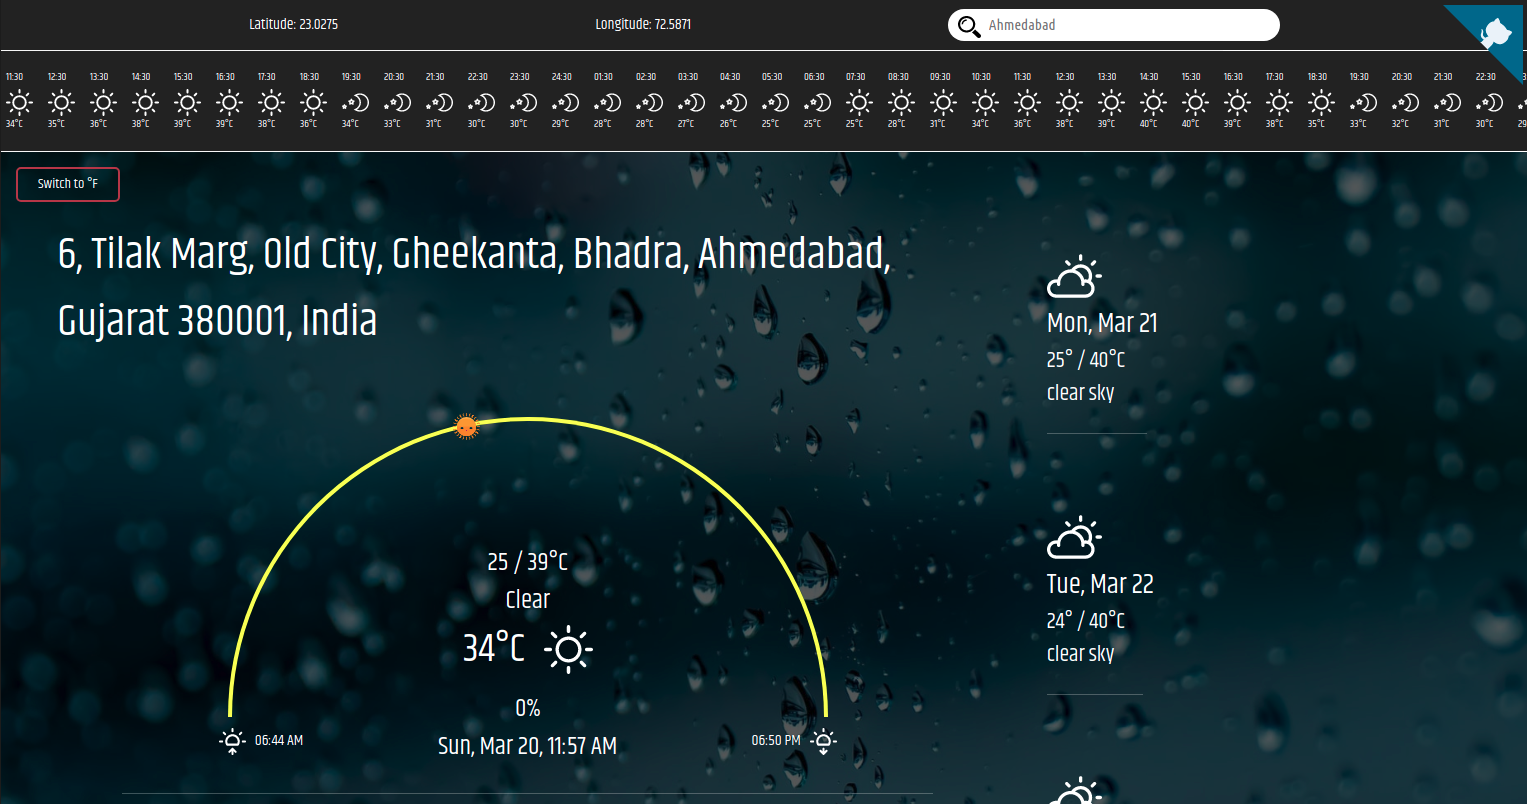 Latitude: 23.0275 Longitude: 72.5871 Ahmedabad
11:30 12:30 13:30 14:30 15:30 16:30 17:30 18:30 19:30 20:30 21:30 22:30 23:30 24:30 01:30 02:30 03:30 04:30 05:30 06:30 07:30 08:30 09:30 10:30 11:30 12:30 13:30 14:30 15:30 16:30 17:30 18:30 19:30 20:30 21:30 22:30
34°C 35°C 36°C 38°C 39°C 39°C 38°C 36°C 34°C 33°C 31°C 30°C 30°C 29°C 28°C 28°C 27°C 26°C 25°C 25°C 25°C 28°C 31°C 34°C 36°C 38°C 39°C 40°C 40°C 39°C 38°C 35°C 33°C 32°C 31°C 30°C 29
Switch to °F
6, Tilak Marg, Old City, Gheekanta, Bhadra, Ahmedabad,
Gujarat 380001, India
25 / 39°C
Clear
34°C
0%
Sun, Mar 20, 11:57 AM
06:44 AM
06:50 PM
Mon, Mar 21
25° / 40°C
clear sky
Tue, Mar 22
24° / 40°C
clear sky